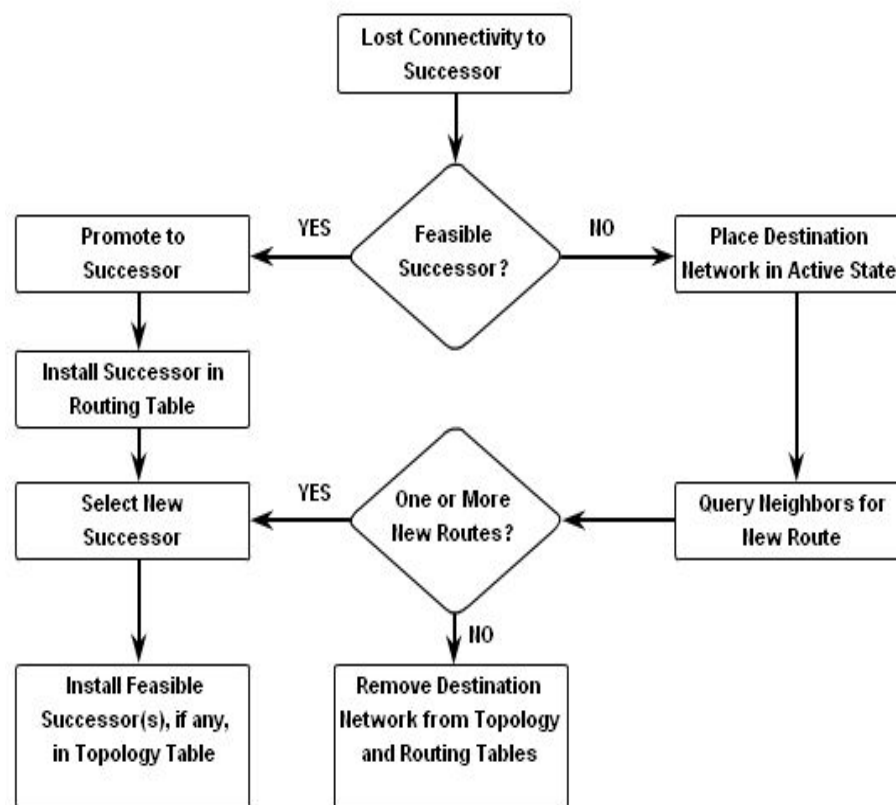 Lost Connectivity to
Successor
YES
Feasible
Successor?
NO
Promote to
Successor
Place Destination
Network in Active State
Install Successor in
Routing Table
YES
One or More
New Routes?
Select New
Successor
Query Neighbors for
New Route
NO
Install Feasible
Successor(s), if any,
in Topology Table
Remove Destination
Network from Topology
and Routing Tables